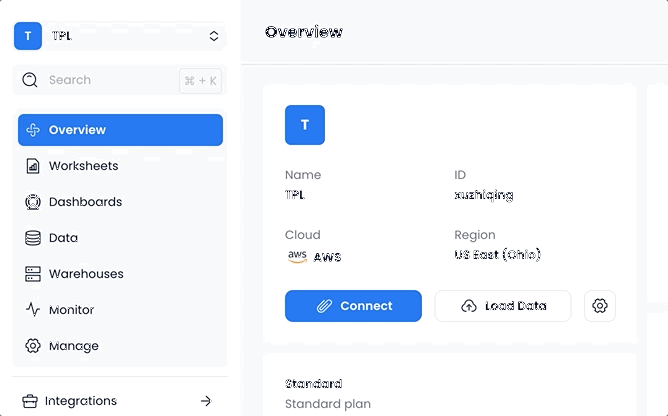 T TPL
Search ⌘ + K
Overview
Worksheets
Dashboards
Data
Warehouses
Monitor
Manage
Integrations
Overview
T
Name ID
TPL xuzhiqing
Cloud Region
aws AWS US East (Ohio)
Connect Load Data
Standard
Standard plan